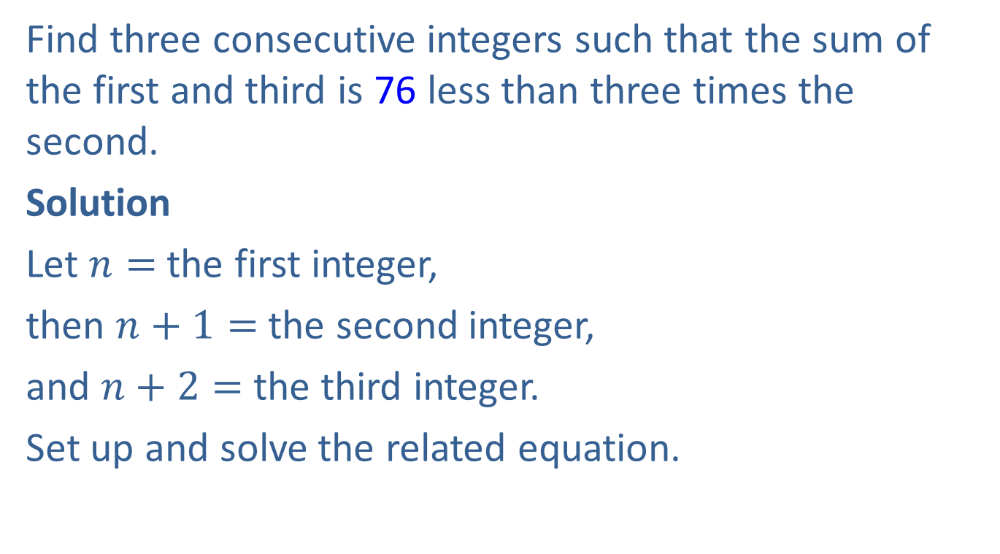 Find three consecutive integers such that the sum of
the first and third is 76 less than three times the
second.
Solution
Let n = the first integer,
then n + 1 = the second integer,
and n + 2 = the third integer.
Set up and solve the related equation.